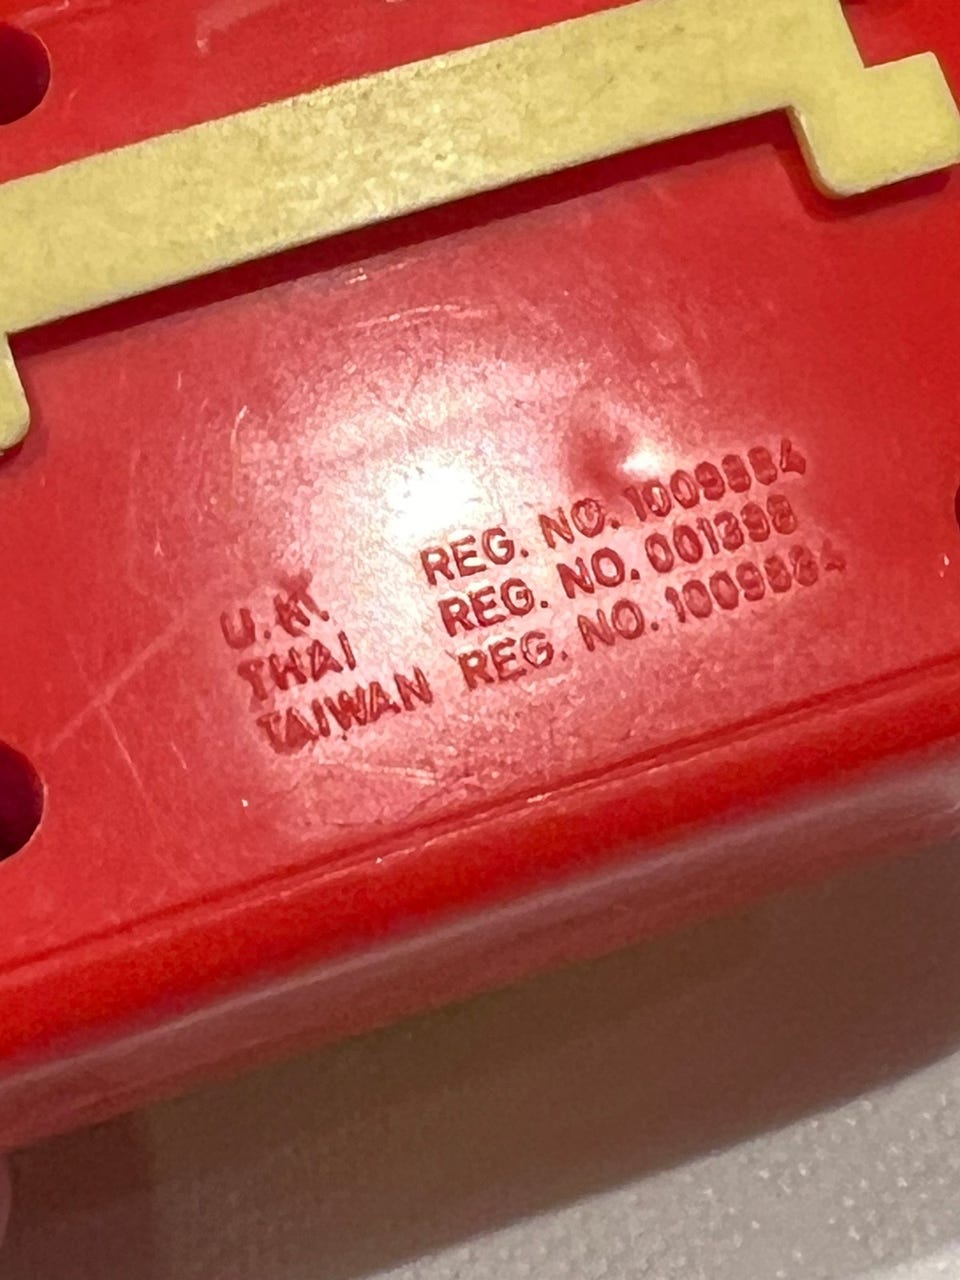 U.K. REG. NO. 1009884
THAI REG. NO. 001398
TAIWAN REG. NO. 1009884